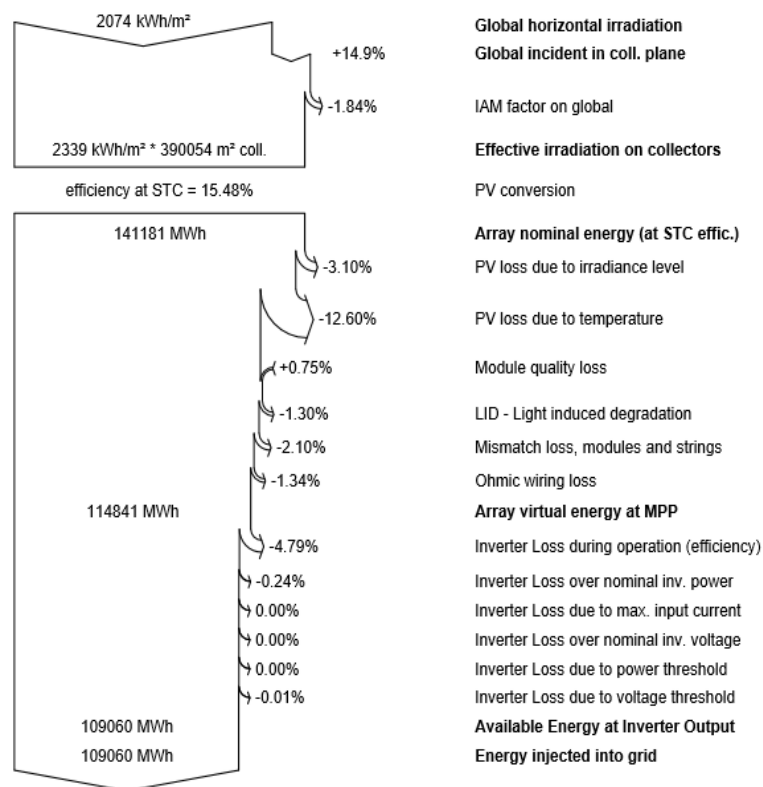 2074 kWh/m² Global horizontal irradiation
+14.9% Global incident in coll. plane
-1.84% IAM factor on global
2339 kWh/m² * 390054 m² coll. Effective irradiation on collectors
efficiency at STC = 15.48% PV conversion
141181 MWh Array nominal energy (at STC effic.)
-3.10% PV loss due to irradiance level
-12.60% PV loss due to temperature
+0.75% Module quality loss
-1.30% LID - Light induced degradation
-2.10% Mismatch loss, modules and strings
-1.34% Ohmic wiring loss
114841 MWh Array virtual energy at MPP
-4.79% Inverter Loss during operation (efficiency)
-0.24% Inverter Loss over nominal inv. power
0.00% Inverter Loss due to max. input current
0.00% Inverter Loss over nominal inv. voltage
0.00% Inverter Loss due to power threshold
-0.01% Inverter Loss due to voltage threshold
109060 MWh Available Energy at Inverter Output
109060 MWh Energy injected into grid